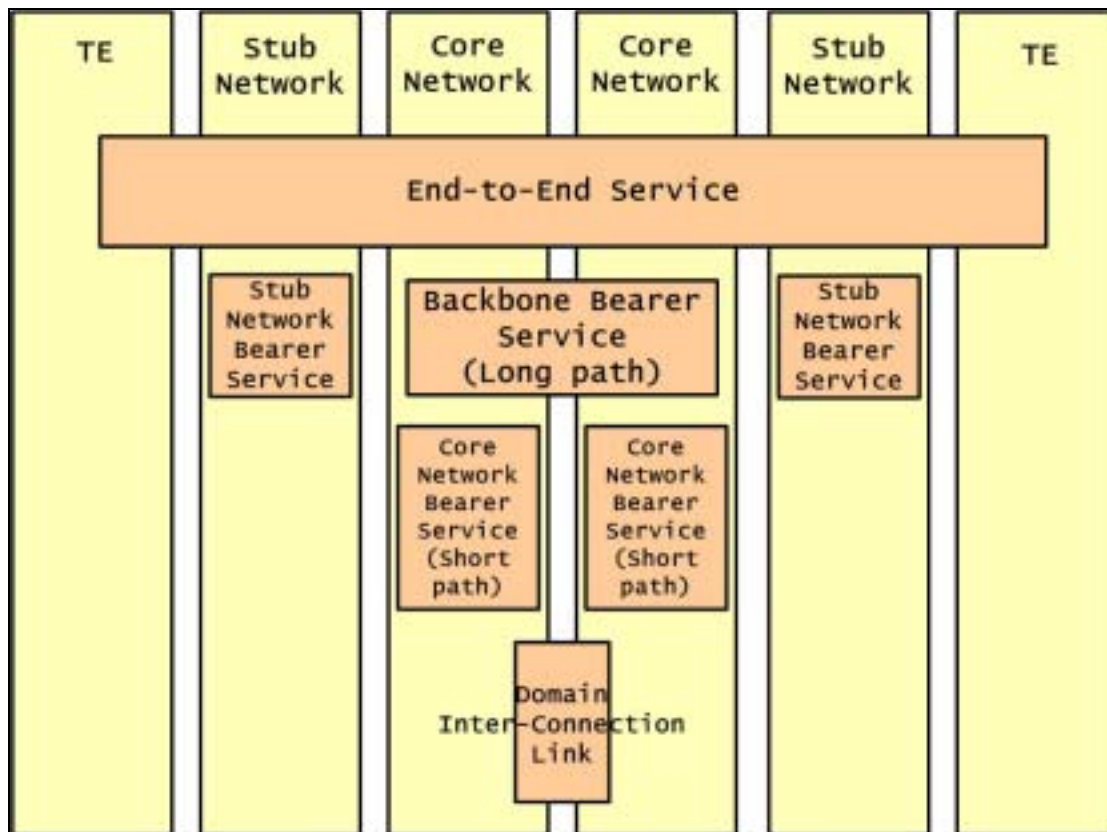 TE
Stub
Network
Core
Network
Core
Network
Stub
Network
TE
End-to-End Service
Stub
Network
Bearer
Service
Backbone Bearer
Service
(Long path)
Stub
Network
Bearer
Service
Core
Network
Bearer
Service
(Short
path)
Core
Network
Bearer
Service
(Short
path)
Domain
Inter-Connection
Link